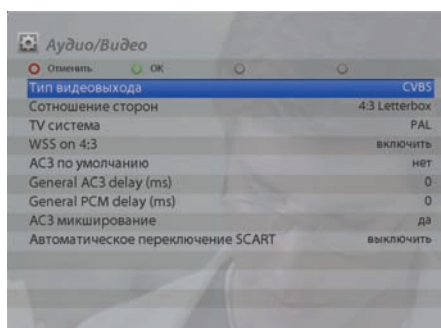 Аудио/Видео
Отменить OK
Тип видеовыхода CVBS
Сотношение сторон 4:3 Letterbox
TV система PAL
WSS on 4:3 включить
AC3 по умолчанию нет
General AC3 delay (ms) 0
General PCM delay (ms) 0
AC3 микширование да
Автоматическое переключение SCART выключить